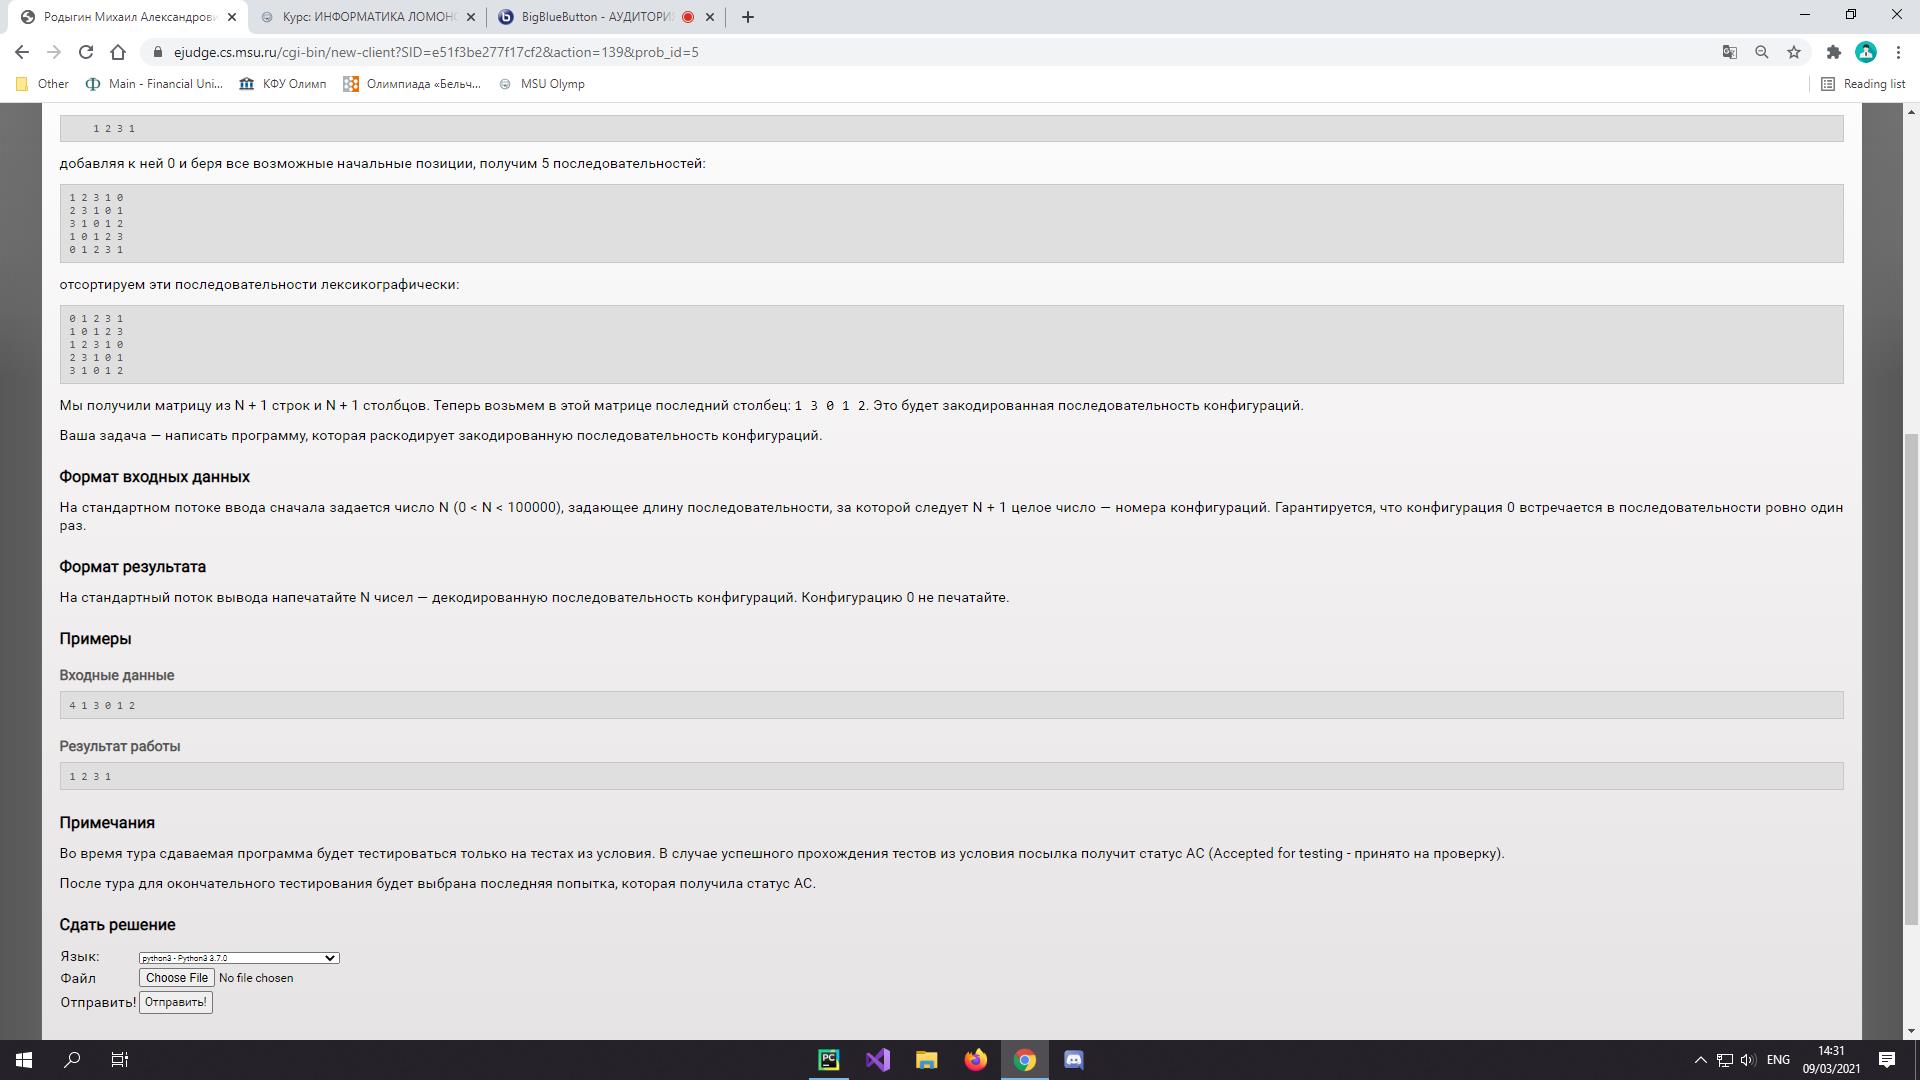 Родыгин Михаил Александрови
Курс: ИНФОРМАТИКА ЛОМОНО
BigBlueButton - АУДИТОРИЯ
ejudge.cs.msu.ru/cgi-bin/new-client?SID=e51f3be277f17cf2&action=139&prob_id=5
Other
Main - Financial Uni...
КФУ Олимп
Олимпиада «Бельч...
MSU Olymp
Reading list
1 2 3 1
добавляя к ней 0 и беря все возможные начальные позиции, получим 5 последовательностей:
1 2 3 1 0
2 3 1 0 1
3 1 0 1 2
1 0 1 2 3
0 1 2 3 1
отсортируем эти последовательности лексикографически:
0 1 2 3 1
1 0 1 2 3
1 2 3 1 0
2 3 1 0 1
3 1 0 1 2
Мы получили матрицу из N + 1 строк и N + 1 столбцов. Теперь возьмем в этой матрице последний столбец: 1 3 0 1 2. Это будет закодированная последовательность конфигураций.
Ваша задача — написать программу, которая раскодирует закодированную последовательность конфигураций.
Формат входных данных
На стандартном потоке ввода сначала задается число N (0 < N < 100000), задающее длину последовательности, за которой следует N + 1 целое число — номера конфигураций. Гарантируется, что конфигурация 0 встречается в последовательности ровно один
раз.
Формат результата
На стандартный поток вывода напечатайте N чисел — декодированную последовательность конфигураций. Конфигурацию 0 не печатайте.
Примеры
Входные данные
4 1 3 0 1 2
Результат работы
1 2 3 1
Примечания
Во время тура сдаваемая программа будет тестироваться только на тестах из условия. В случае успешного прохождения тестов из условия посылка получит статус AC (Accepted for testing - принято на проверку).
После тура для окончательного тестирования будет выбрана последняя попытка, которая получила статус AC.
Сдать решение
Язык:
python3 - Python3 3.7.0
Файл
Choose File No file chosen
Отправить! Отправить!
PC
ENG
14:31
09/03/2021